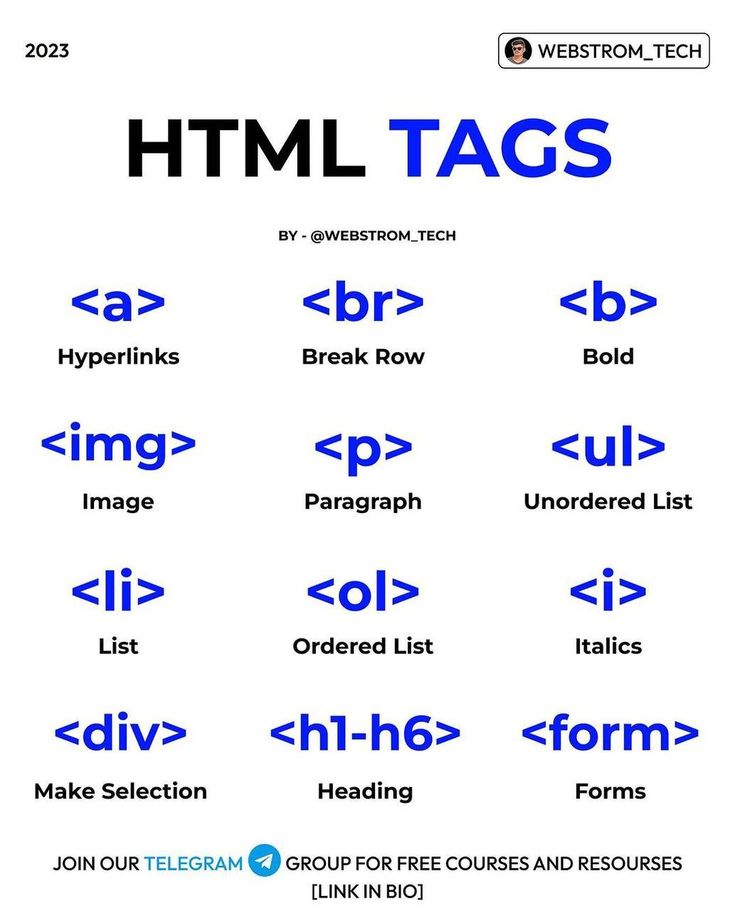 2023
WEBSTROM_TECH
HTML TAGS
BY - @WEBSTROM_TECH
<a> <br> <b>
Hyperlinks Break Row Bold
<img> <p> <ul>
Image Paragraph Unordered List
<li> <ol> <i>
List Ordered List Italics
<div> <h1-h6> <form>
Make Selection Heading Forms
JOIN OUR TELEGRAM GROUP FOR FREE COURSES AND RESOURSES
[LINK IN BIO]